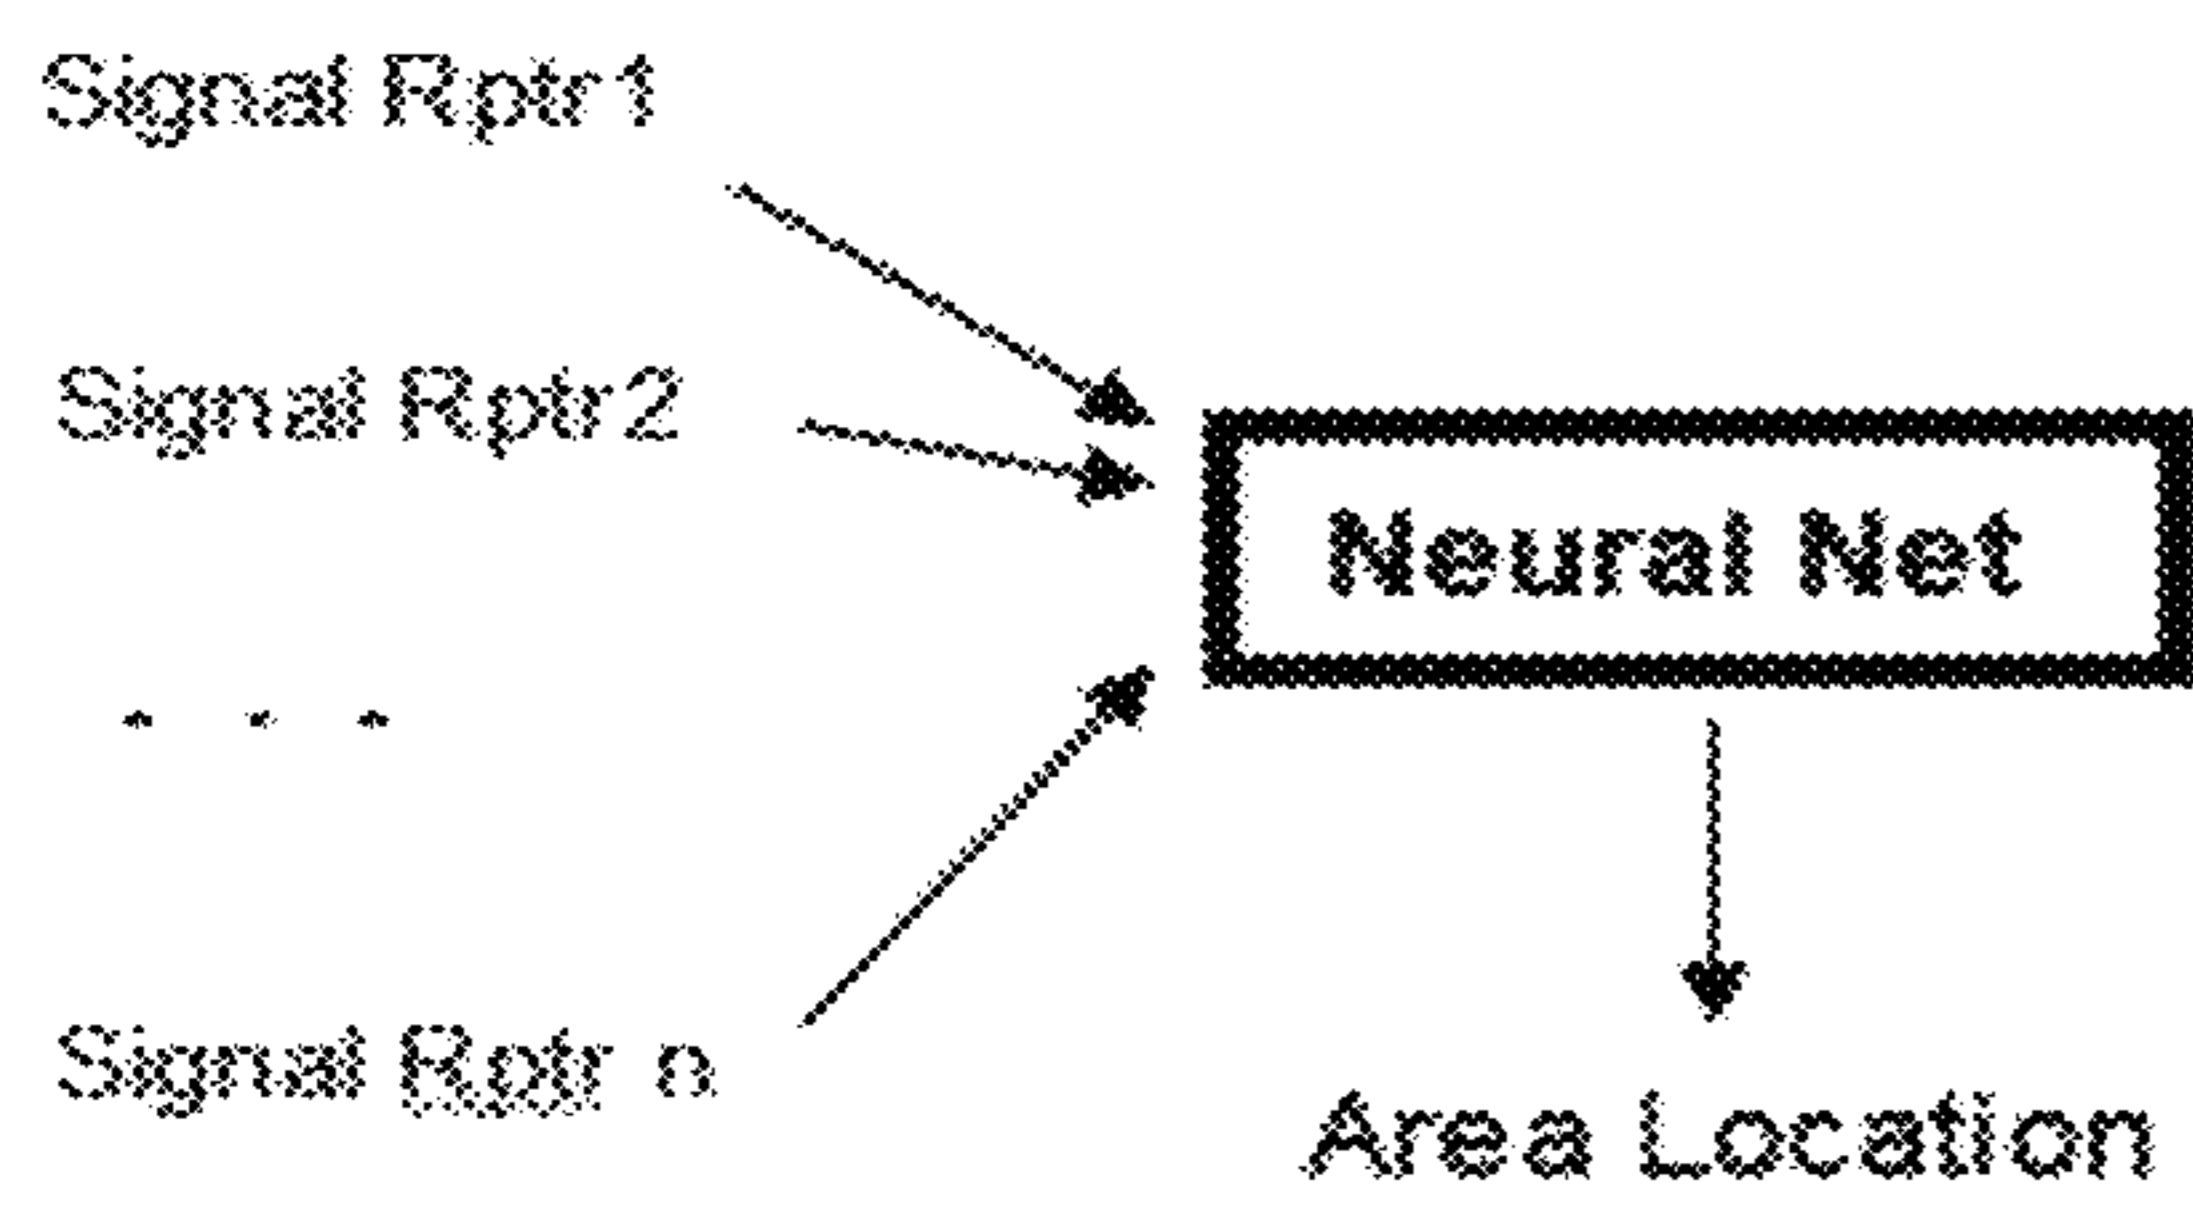 Signal Rptr1
Signal Rptr2
. . .
Signal Rptr n
Neural Net
Area Location